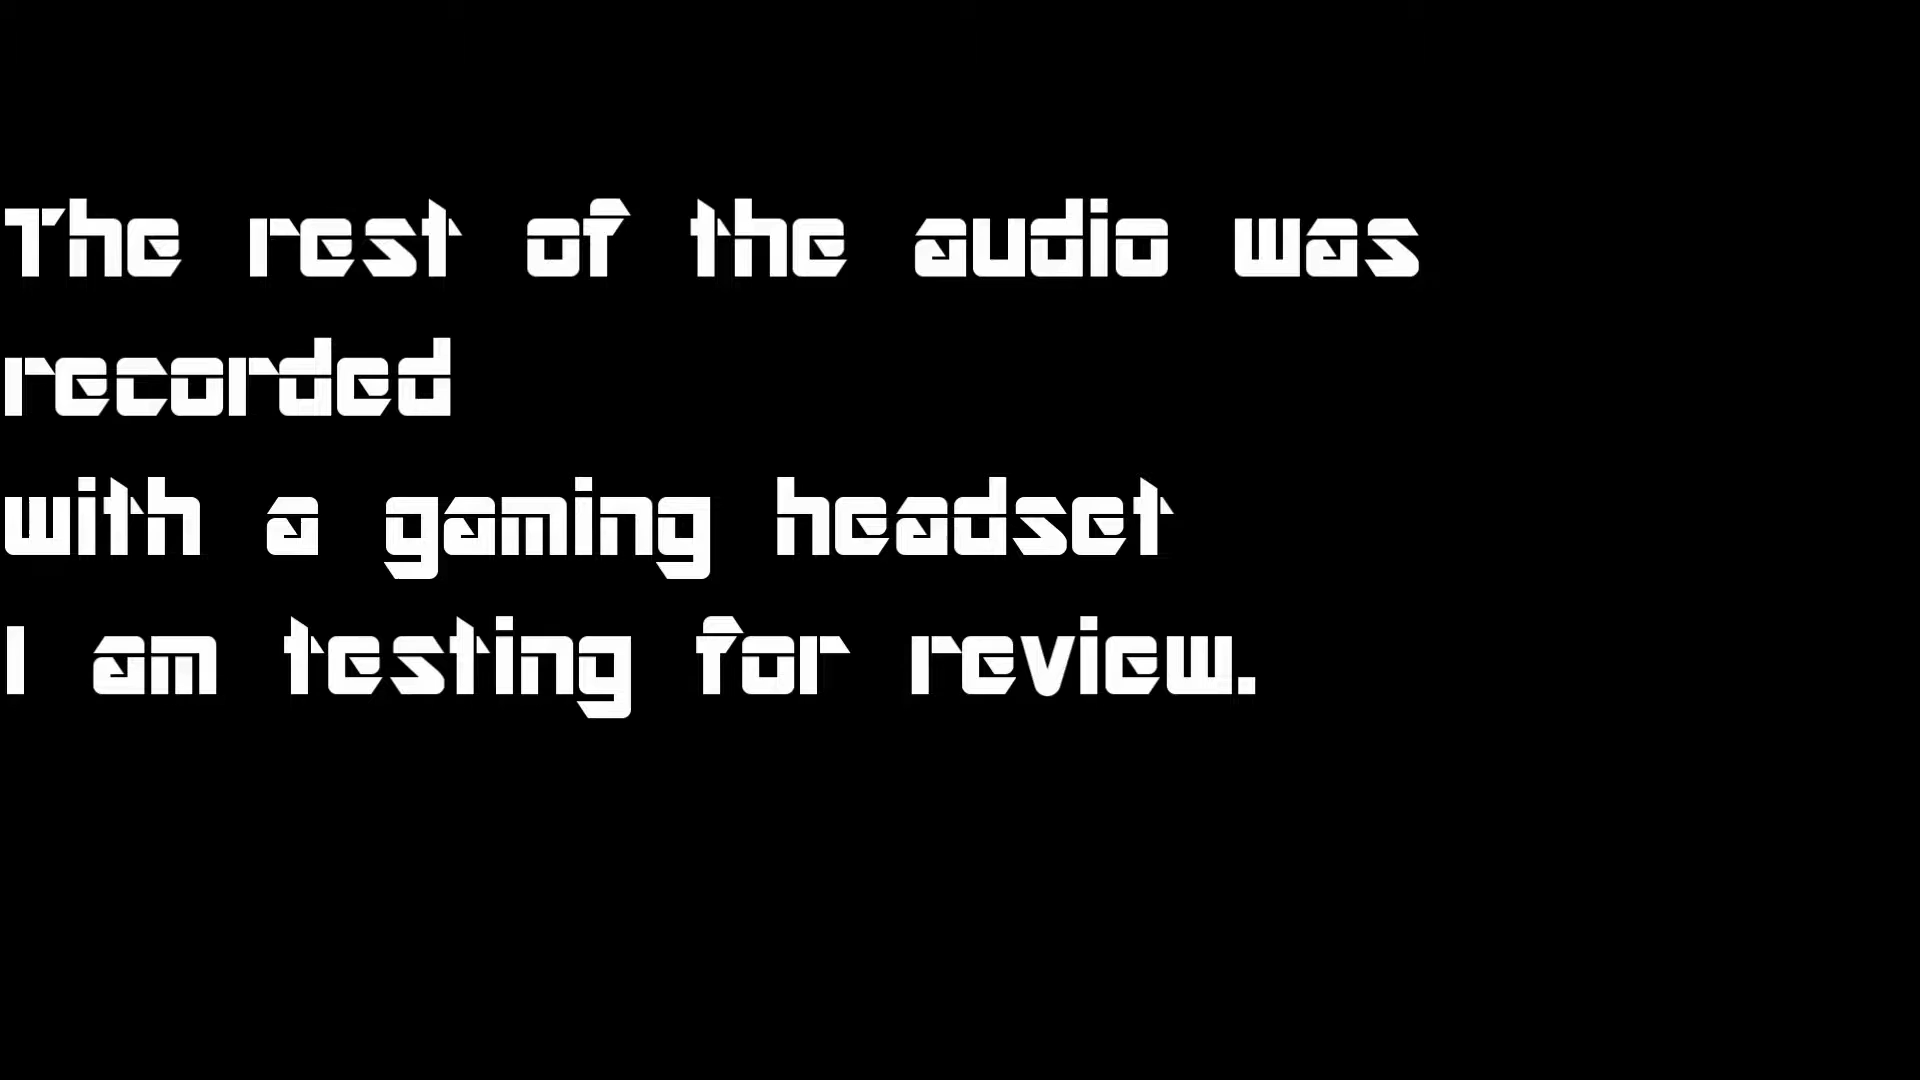 The rest of the audio was
recorded
with a gaming headset
I am testing for review.